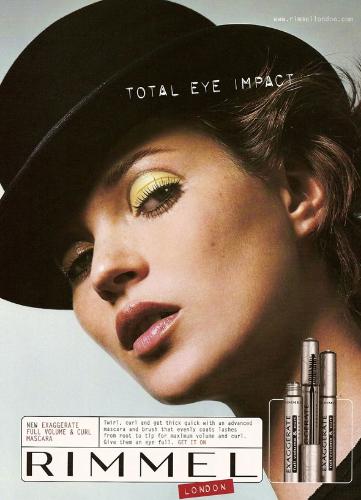 www.rimmellondon.com
TOTAL EYE IMPACT
NEW EXAGGERATE
FULL VOLUME & CURL
MASCARA
Twirl, curl and get thick quick with an advanced
mascara and brush that evenly coats lashes
from root to tip for maximum volume and curl.
Give them an eye full. GET IT ON
RIMMEL
LONDON
RIMMEL
EXAGGERATE
EXAGGERATE